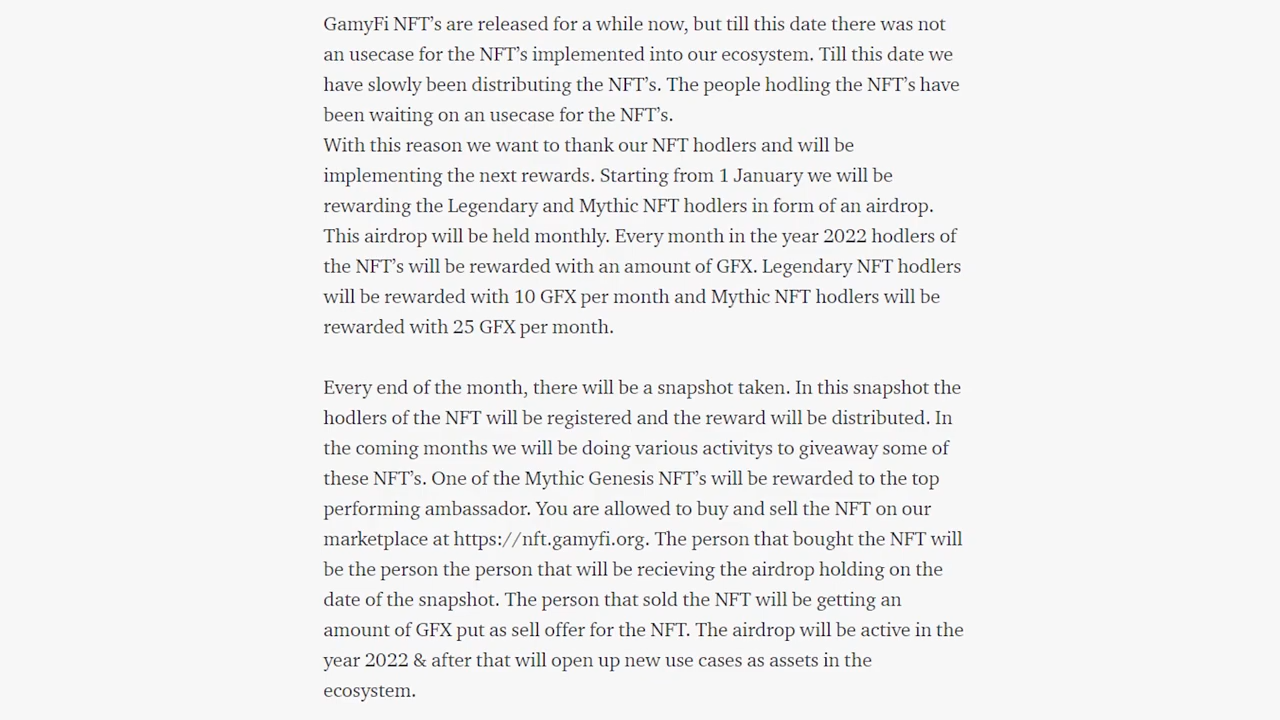 GamyFi NFT’s are released for a while now, but till this date there was not
an usecase for the NFT’s implemented into our ecosystem. Till this date we
have slowly been distributing the NFT’s. The people hodling the NFT’s have
been waiting on an usecase for the NFT’s.
With this reason we want to thank our NFT hodlers and will be
implementing the next rewards. Starting from 1 January we will be
rewarding the Legendary and Mythic NFT hodlers in form of an airdrop.
This airdrop will be held monthly. Every month in the year 2022 hodlers of
the NFT’s will be rewarded with an amount of GFX. Legendary NFT hodlers
will be rewarded with 10 GFX per month and Mythic NFT hodlers will be
rewarded with 25 GFX per month.
Every end of the month, there will be a snapshot taken. In this snapshot the
hodlers of the NFT will be registered and the reward will be distributed. In
the coming months we will be doing various activitys to giveaway some of
these NFT’s. One of the Mythic Genesis NFT’s will be rewarded to the top
performing ambassador. You are allowed to buy and sell the NFT on our
marketplace at https://nft.gamyfi.org. The person that bought the NFT will
be the person the person that will be recieving the airdrop holding on the
date of the snapshot. The person that sold the NFT will be getting an
amount of GFX put as sell offer for the NFT. The airdrop will be active in the
year 2022 & after that will open up new use cases as assets in the
ecosystem.